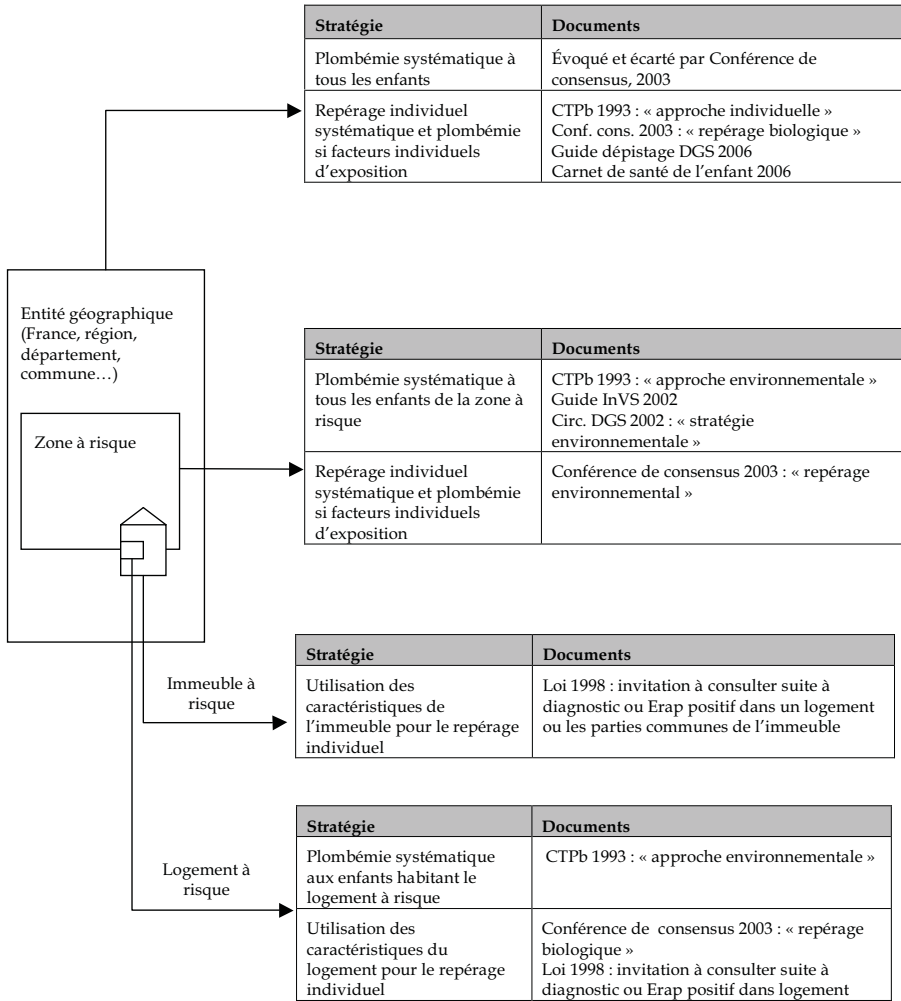 Stratégie Documents
Plombémie systématique à
tous les enfants
Évoqué et écarté par Conférence de
consensus, 2003
Repérage individuel
systématique et plombémie
si facteurs individuels
d'exposition
CTPb 1993 : « approche individuelle »
Conf. cons. 2003 : « repérage biologique »
Guide dépistage DGS 2006
Carnet de santé de l'enfant 2006
Entité géographique
(France, région,
département,
commune…)
Zone à risque
Stratégie Documents
Plombémie systématique à
tous les enfants de la zone à
risque
CTPb 1993 : « approche environnementale »
Guide InVS 2002
Circ. DGS 2002 : « stratégie
environnementale »
Repérage individuel
systématique et plombémie
si facteurs individuels
d'exposition
Conférence de consensus 2003 : « repérage
environnemental »
Immeuble à
risque
Stratégie Documents
Utilisation des
caractéristiques de
l'immeuble pour le repérage
individuel
Loi 1998 : invitation à consulter suite à
diagnostic ou Erap positif dans un logement
ou les parties communes de l'immeuble
Logement à
risque
Stratégie Documents
Plombémie systématique
aux enfants habitant le
logement à risque
CTPb 1993 : « approche environnementale »
Utilisation des
caractéristiques du
logement pour le repérage
individuel
Conférence de consensus 2003 : « repérage
biologique »
Loi 1998 : invitation à consulter suite à
diagnostic ou Erap positif dans logement